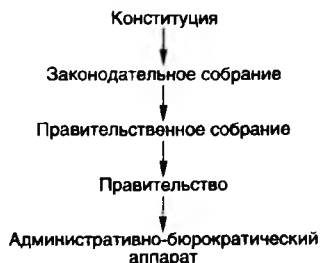 Конституция
Законодательное собрание
Правительственное собрание
Правительство
Административно-бюрократический
аппарат